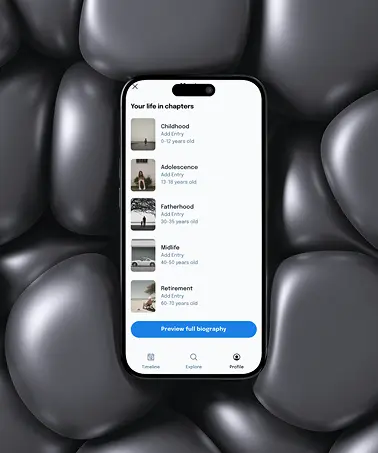 Your life in chapters
Childhood
Add Entry
0-12 years old
Adolescence
Add Entry
13-18 years old
Fatherhood
Add Entry
30-35 years old
Midlife
Add Entry
40-50 years old
Retirement
Add Entry
60-70 years old
Preview full biography
Timeline
Explore
Profile